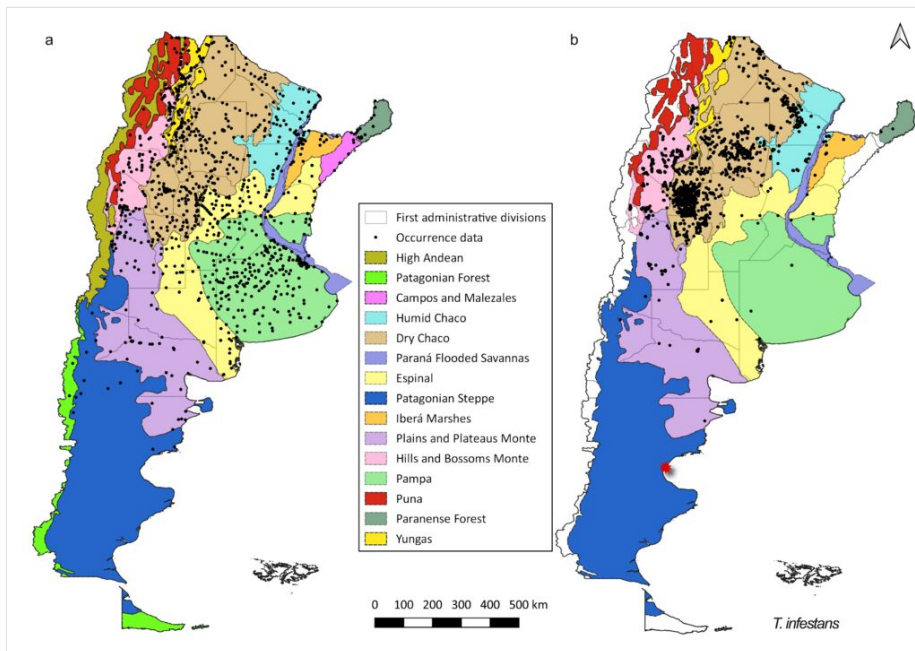 a
b
First administrative divisions
Occurrence data
High Andean
Patagonian Forest
Campos and Malezales
Humid Chaco
Dry Chaco
Paraná Flooded Savannas
Espinal
Patagonian Steppe
Iberá Marshes
Plains and Plateaus Monte
Hills and Bossoms Monte
Pampa
Puna
Paranense Forest
Yungas
0 100 200 300 400 500 km
T. infestans